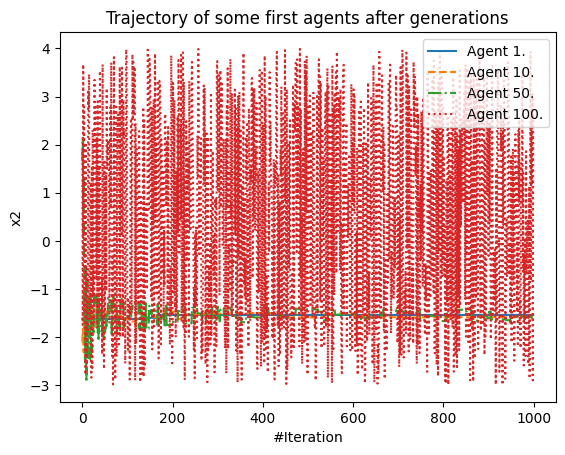 Trajectory of some first agents after generations
4
3
2
1
0
−1
−2
−3
x2
0
200
400
600
800
1000
#Iteration
Agent 1.
Agent 10.
Agent 50.
Agent 100.